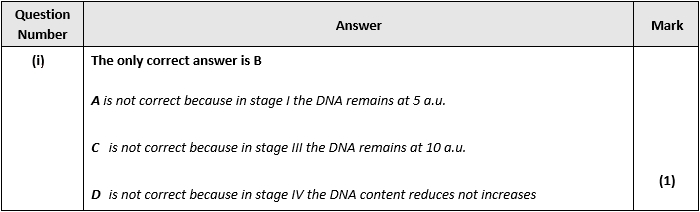 Question Number Answer Mark
(i) The only correct answer is B
A is not correct because in stage I the DNA remains at 5 a.u.
C is not correct because in stage III the DNA remains at 10 a.u.
(1)
D is not correct because in stage IV the DNA content reduces not increases